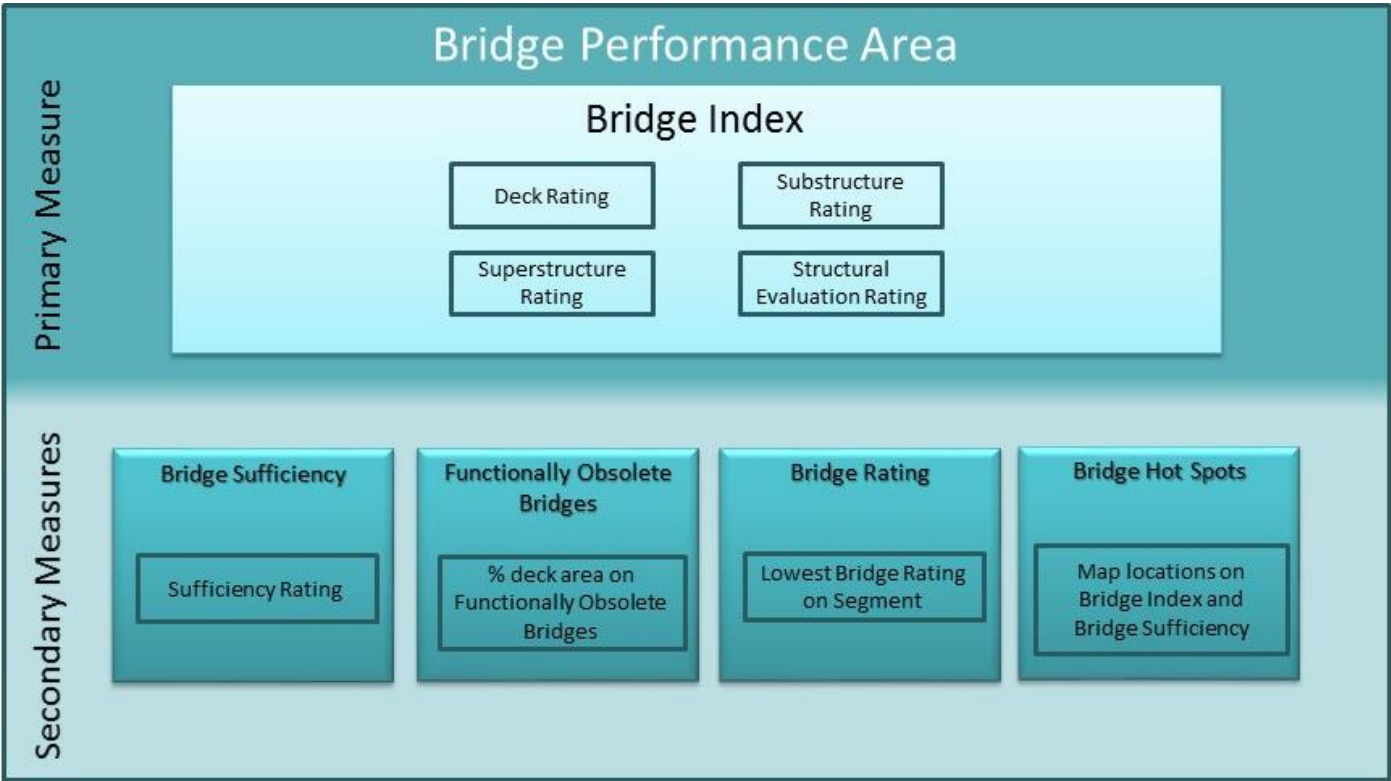 Bridge Performance Area
Primary Measure
Bridge Index
Deck Rating
Substructure
Rating
Superstructure
Rating
Structural
Evaluation Rating
Secondary Measures
Bridge Sufficiency
Sufficiency Rating
Functionally Obsolete
Bridges
% deck area on
Functionally Obsolete
Bridges
Bridge Rating
Lowest Bridge Rating
on Segment
Bridge Hot Spots
Map locations on
Bridge Index and
Bridge Sufficiency